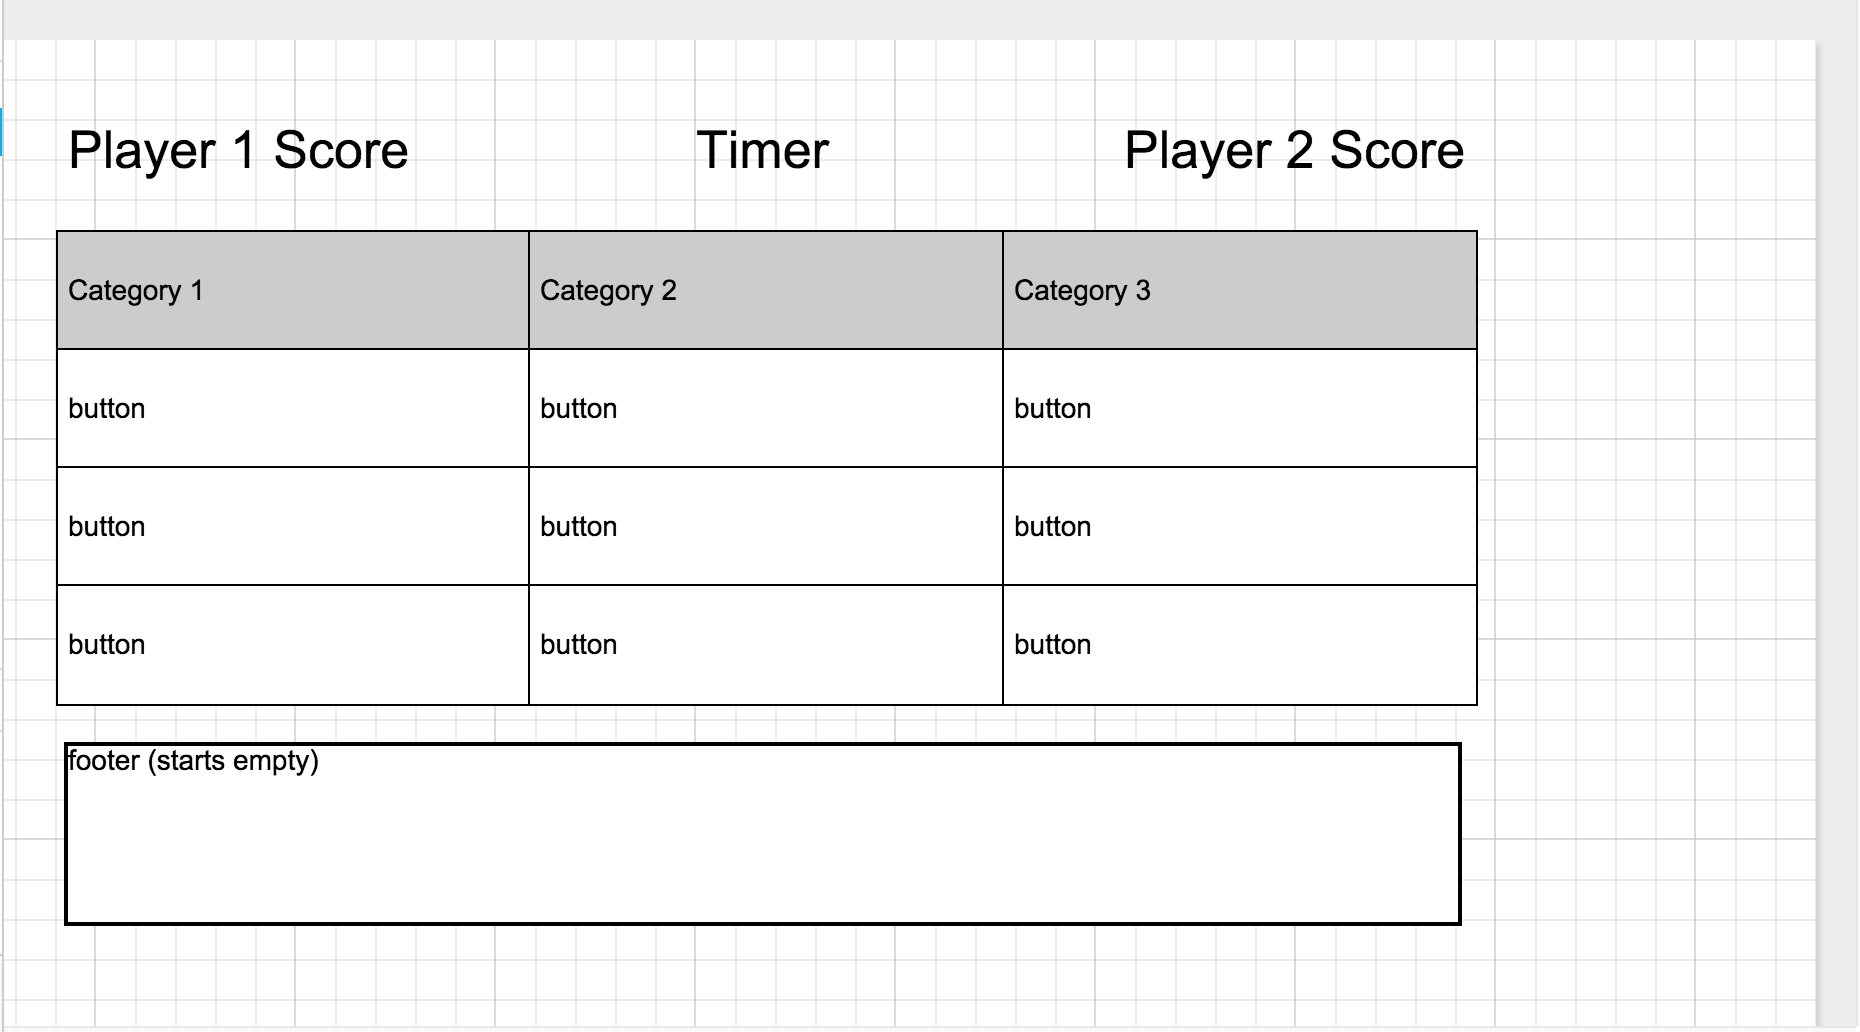 Player 1 Score Timer Player 2 Score
Category 1 Category 2 Category 3
button button button
button button button
button button button
footer (starts empty)